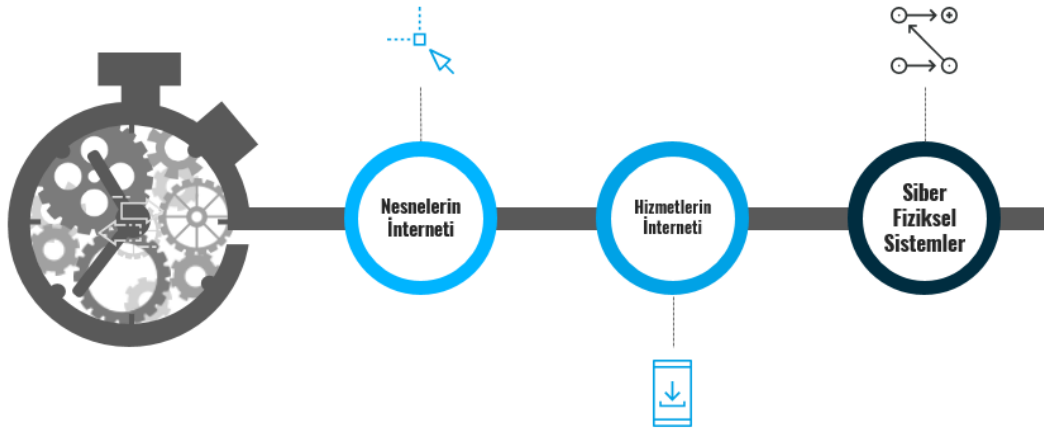 Nesnelerin
İnterneti
Hizmetlerin
İnterneti
Siber
Fiziksel
Sistemler